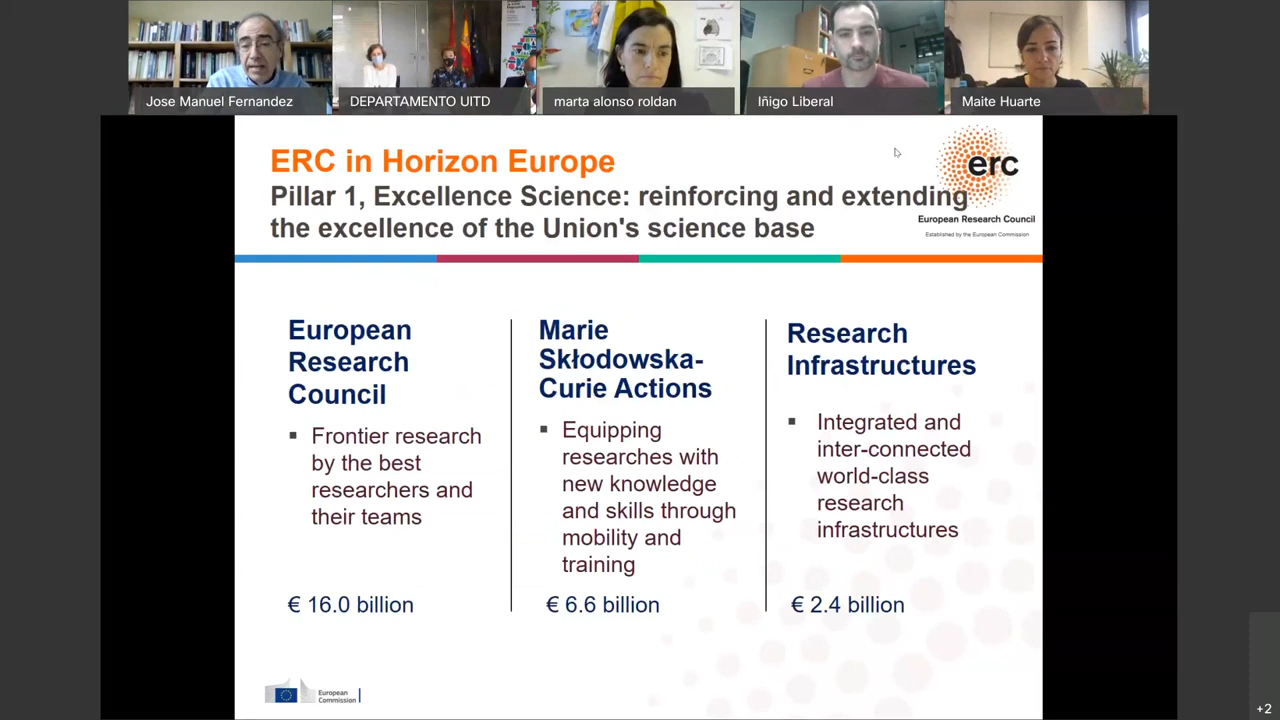 Jose Manuel Fernandez
DEPARTAMENTO UITD
marta alonso roldan
Iñigo Liberal
Maite Huarte
ERC in Horizon Europe
Pillar 1, Excellence Science: reinforcing and extending
the excellence of the Union's science base
erc
European Research Council
Established by the European Commission
European
Research
Council
▪ Frontier research
by the best
researchers and
their teams
€ 16.0 billion
Marie
Skłodowska-
Curie Actions
▪ Equipping
researches with
new knowledge
and skills through
mobility and
training
€ 6.6 billion
Research
Infrastructures
▪ Integrated and
inter-connected
world-class
research
infrastructures
€ 2.4 billion
European
Commission
+2